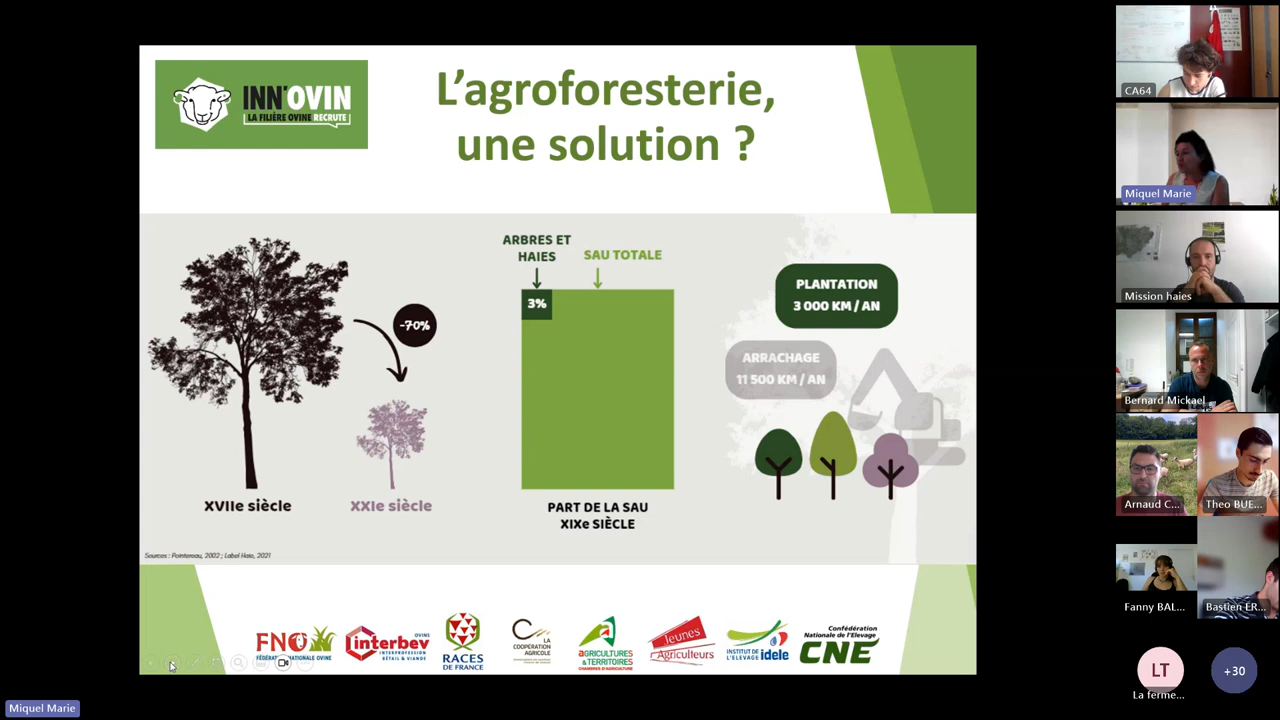 INN'OVIN
LA FILIÈRE OVINE RECRUTE
L'agroforesterie,
une solution ?
ARBRES ET
HAIES
SAU TOTALE
3%
-70%
PLANTATION
3 000 KM / AN
ARRACHAGE
11 500 KM / AN
XVIIe siècle
XXIe siècle
PART DE LA SAU
XIXe SIÈCLE
Sources : Pointereau, 2002 ; Label Haie, 2021
FNO
FÉDÉRATION NATIONALE OVINE
interbev
OVINS
INTERPROFESSION
BÉTAIL & VIANDE
RACES
DE FRANCE
LA
COOPÉRATION
AGRICOLE
AGRICULTURES
& TERRITOIRES
CHAMBRES D'AGRICULTURE
Jeunes
Agriculteurs
INSTITUT DE
L'ELEVAGE idele
Confédération
Nationale de l'Elevage
CNE
Miquel Marie
CA64
Miquel Marie
Mission haies
Bernard Mickael
Arnaud C...
Theo BUE...
Fanny BAL...
Bastien ER...
LT
La ferme...
+30